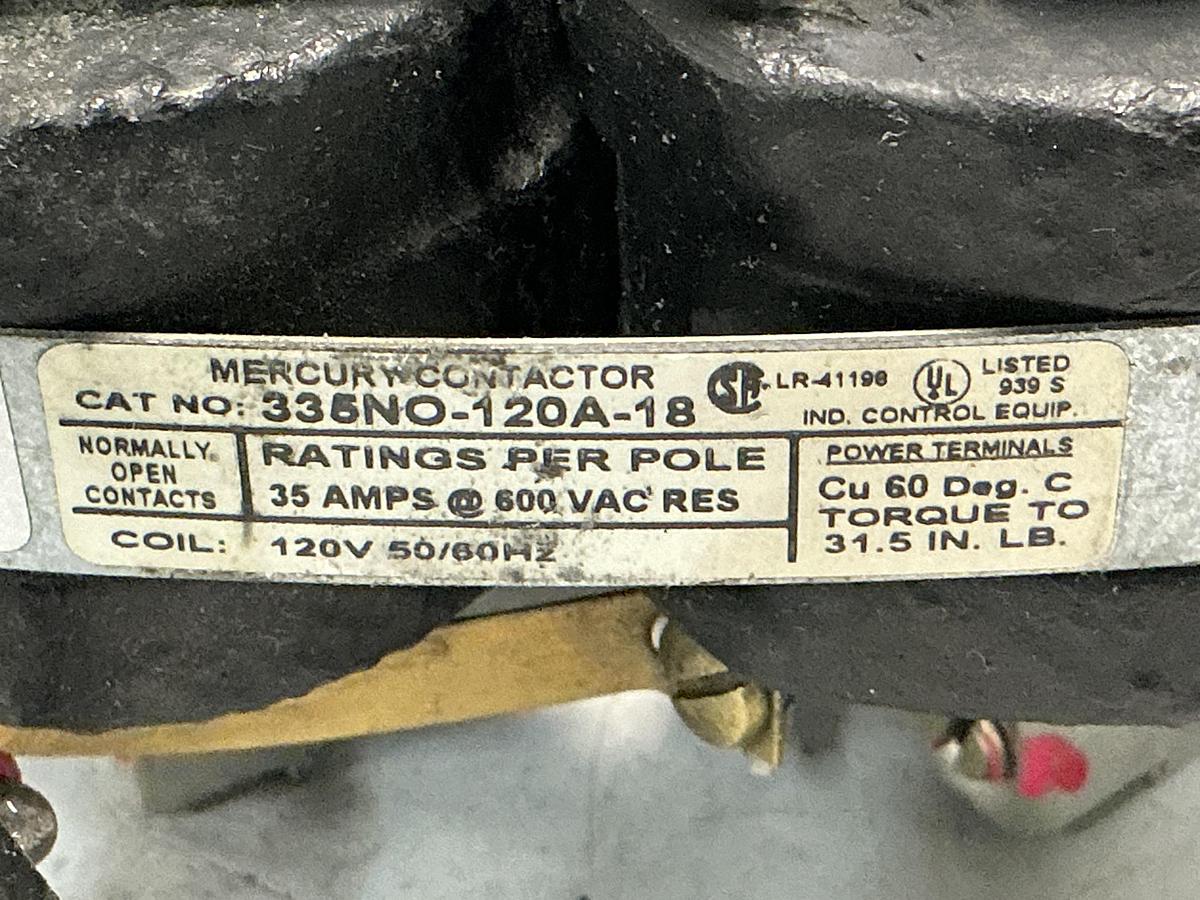 MERCURY CONTACTOR
CAT NO: 335NO-120A-18
LR-41196
UL
LISTED
939 S
IND. CONTROL EQUIP.
NORMALLY
OPEN
CONTACTS
RATINGS PER POLE
35 AMPS @ 600 VAC RES
COIL: 120V 50/60HZ
POWER TERMINALS
Cu 60 Deg. C
TORQUE TO
31.5 IN. LB.